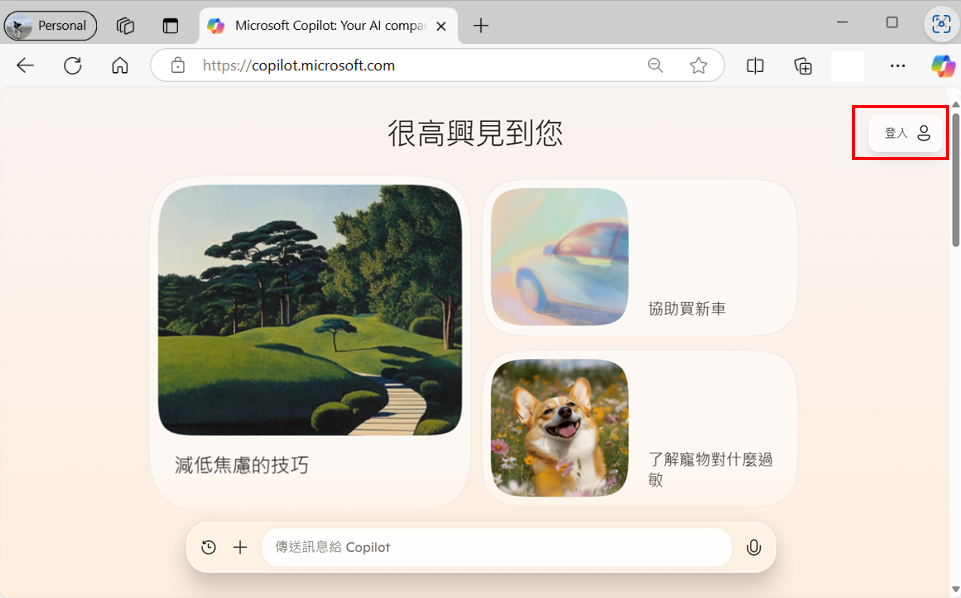 Personal
Microsoft Copilot: Your AI compar
https://copilot.microsoft.com
很高興見到您
登入
減低焦慮的技巧
協助買新車
了解寵物對什麼過
敏
傳送訊息給 Copilot